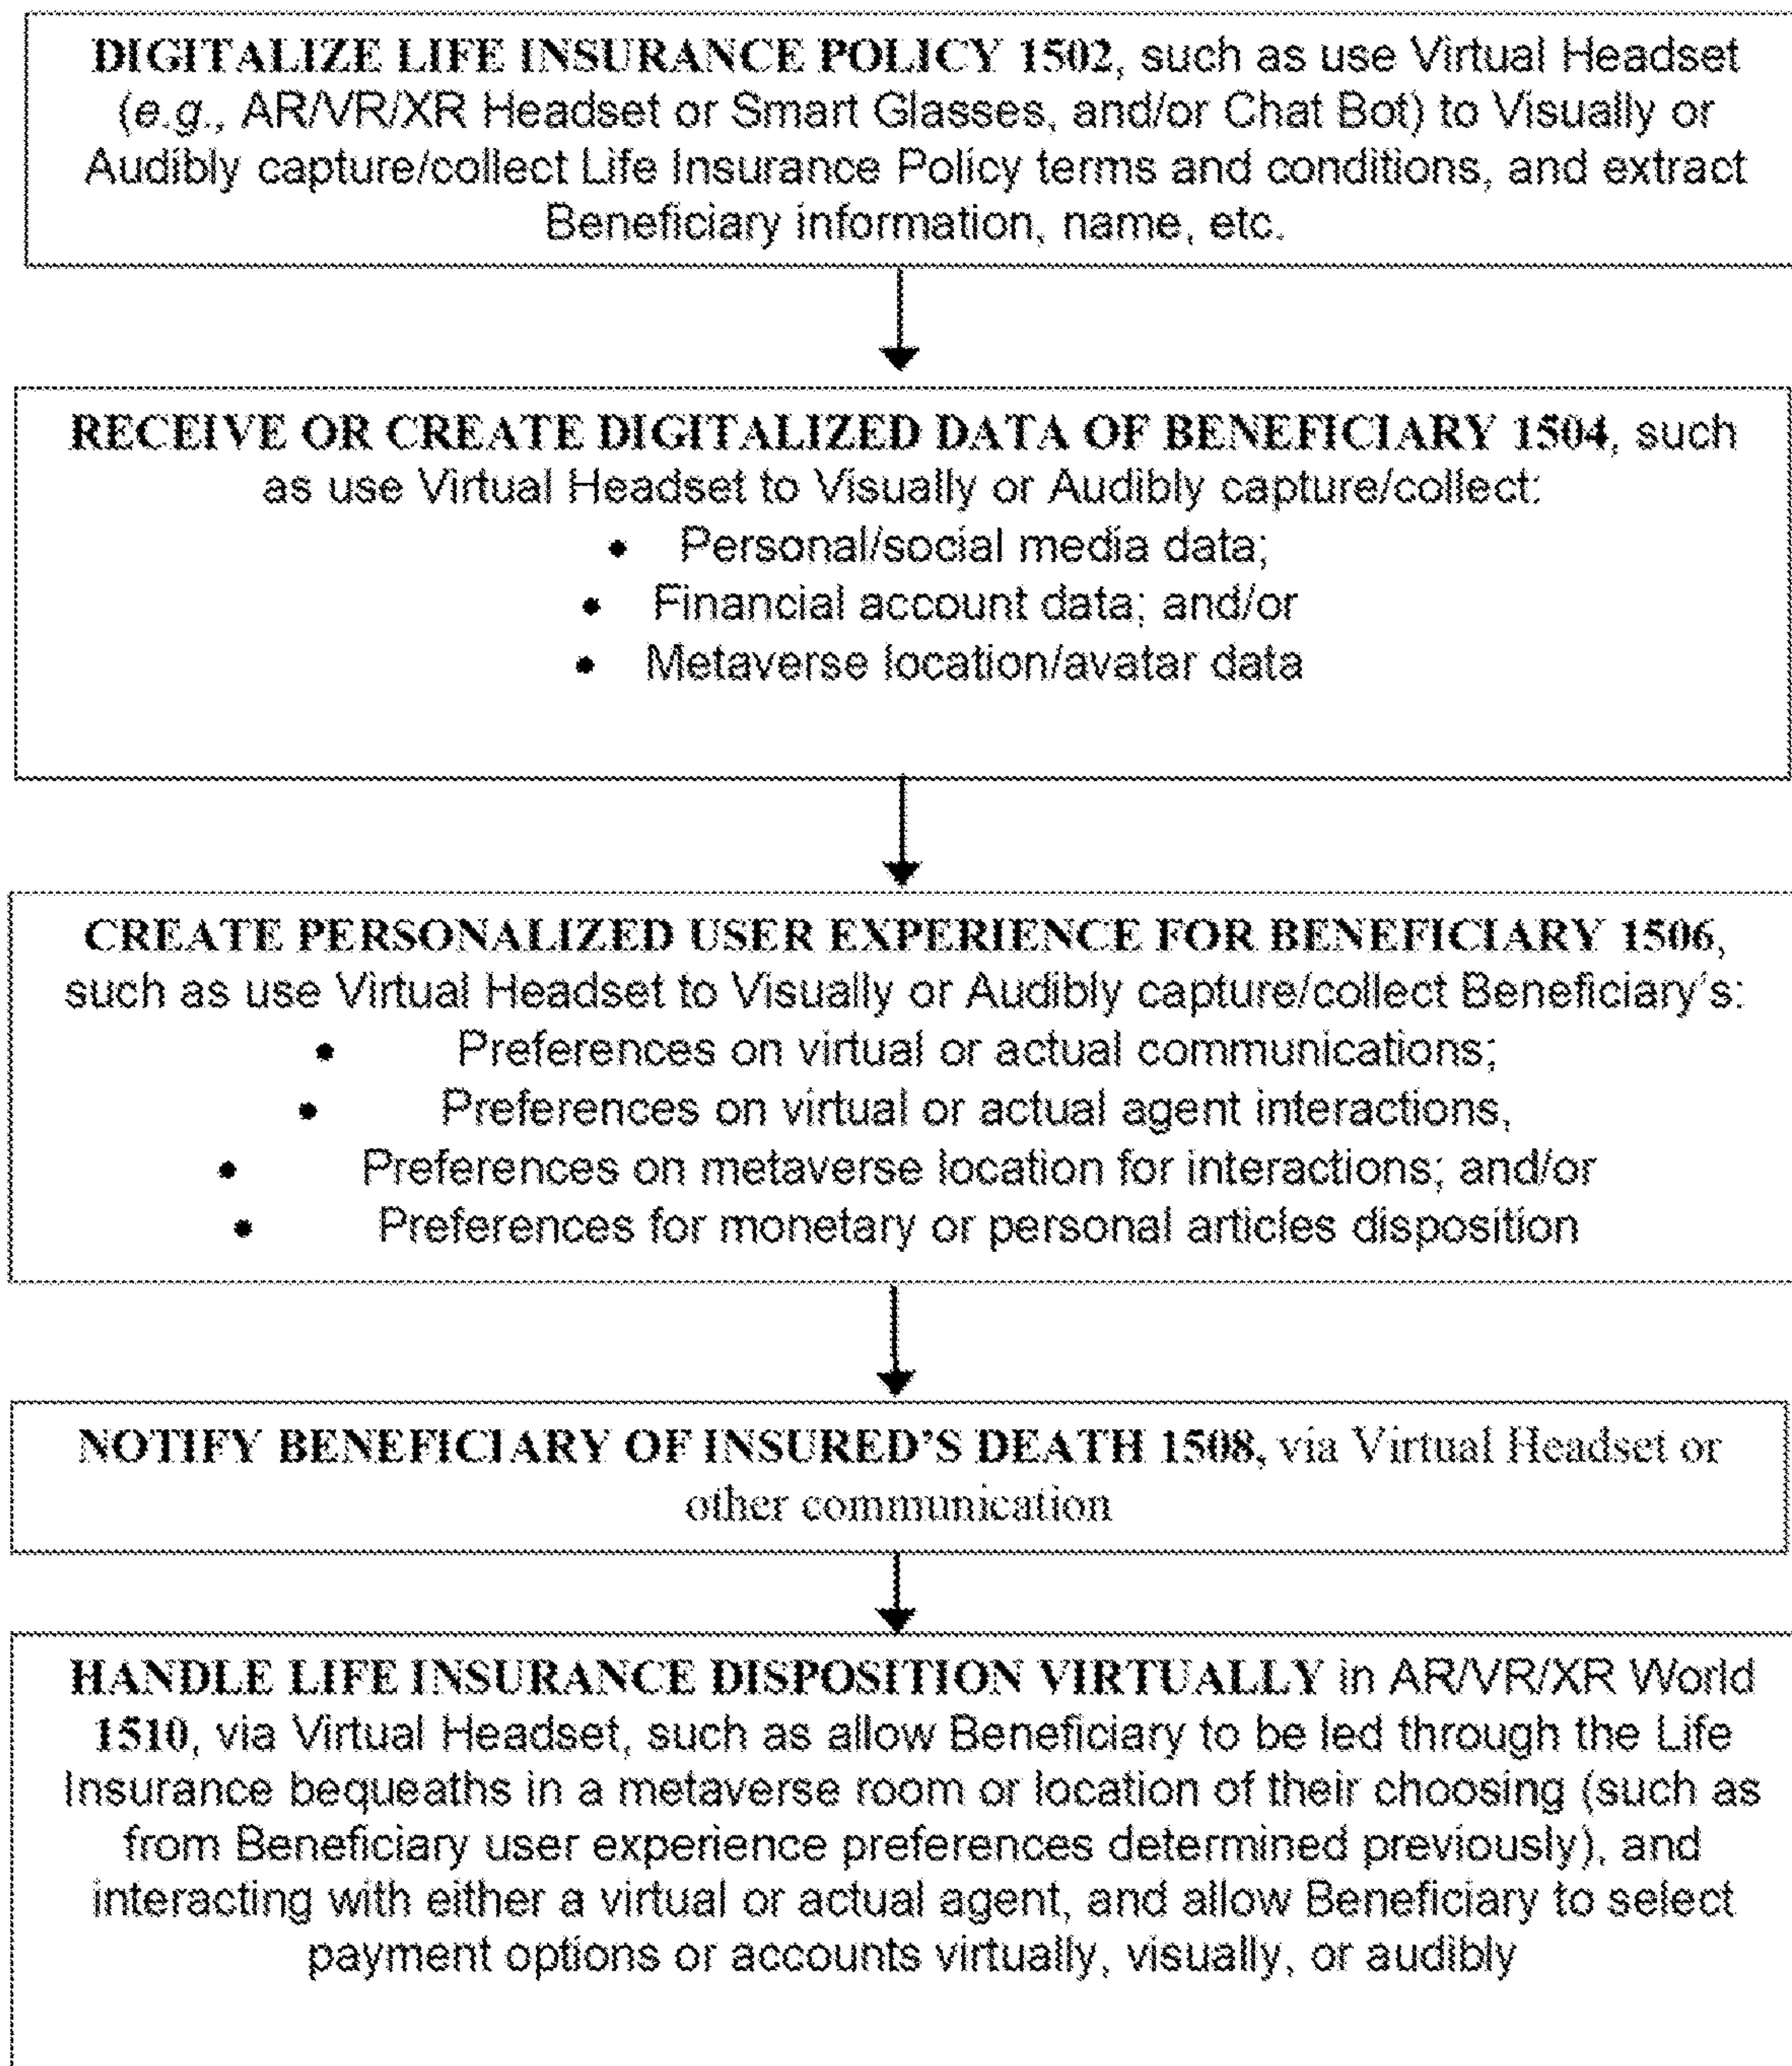 DIGITALIZE LIFE INSURANCE POLICY 1502, such as use Virtual Headset
(e.g., AR/VR/XR Headset or Smart Glasses, and/or Chat Bot) to Visually or
Audibly capture/collect Life Insurance Policy terms and conditions, and extract
Beneficiary information, name, etc.
RECEIVE OR CREATE DIGITALIZED DATA OF BENEFICIARY 1504, such
as use Virtual Headset to Visually or Audibly capture/collect:
• Personal/social media data;
• Financial account data; and/or
• Metaverse location/avatar data
CREATE PERSONALIZED USER EXPERIENCE FOR BENEFICIARY 1506,
such as use Virtual Headset to Visually or Audibly capture/collect Beneficiary's:
• Preferences on virtual or actual communications;
• Preferences on virtual or actual agent interactions,
• Preferences on metaverse location for interactions; and/or
• Preferences for monetary or personal articles disposition
NOTIFY BENEFICIARY OF INSURED'S DEATH 1508, via Virtual Headset or
other communication
HANDLE LIFE INSURANCE DISPOSITION VIRTUALLY in AR/VR/XR World
1510, via Virtual Headset, such as allow Beneficiary to be led through the Life
Insurance bequeaths in a metaverse room or location of their choosing (such as
from Beneficiary user experience preferences determined previously), and
interacting with either a virtual or actual agent, and allow Beneficiary to select
payment options or accounts virtually, visually, or audibly